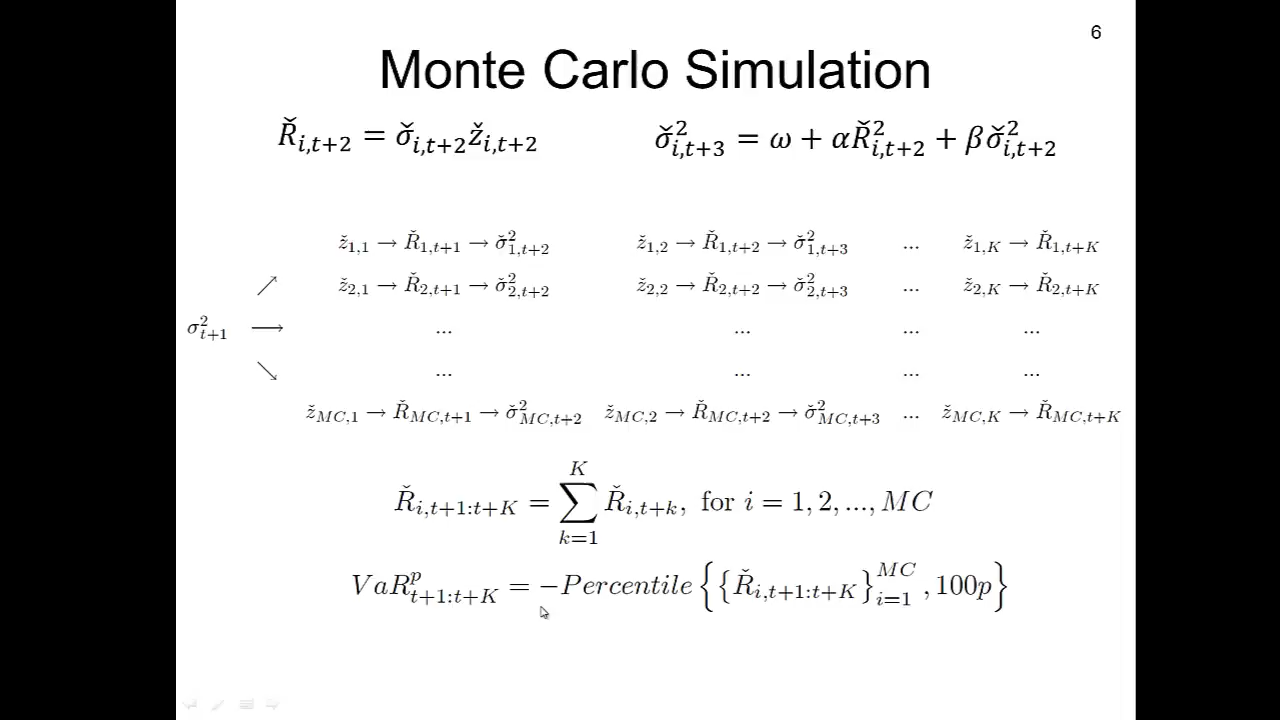 6
Monte Carlo Simulation
Ř_{i,t+2} = σ̌_{i,t+2} ž_{i,t+2}    σ̌²_{i,t+3} = ω + αŘ²_{i,t+2} + βσ̌²_{i,t+2}
ž_{1,1} → Ř_{1,t+1} → σ̌²_{1,t+2}    ž_{1,2} → Ř_{1,t+2} → σ̌²_{1,t+3}    ...    ž_{1,K} → Ř_{1,t+K}
↗    ž_{2,1} → Ř_{2,t+1} → σ̌²_{2,t+2}    ž_{2,2} → Ř_{2,t+2} → σ̌²_{2,t+3}    ...    ž_{2,K} → Ř_{2,t+K}
σ²_{t+1}    →    ...    ...    ...    ...
↘    ...    ...    ...    ...
ž_{MC,1} → Ř_{MC,t+1} → σ̌²_{MC,t+2}    ž_{MC,2} → Ř_{MC,t+2} → σ̌²_{MC,t+3}    ...    ž_{MC,K} → Ř_{MC,t+K}
Ř_{i,t+1:t+K} = ∑_{k=1}^{K} Ř_{i,t+k}, for i = 1, 2, ..., MC
VaR^p_{t+1:t+K} = −Percentile { {Ř_{i,t+1:t+K}}_{i=1}^{MC}, 100p }